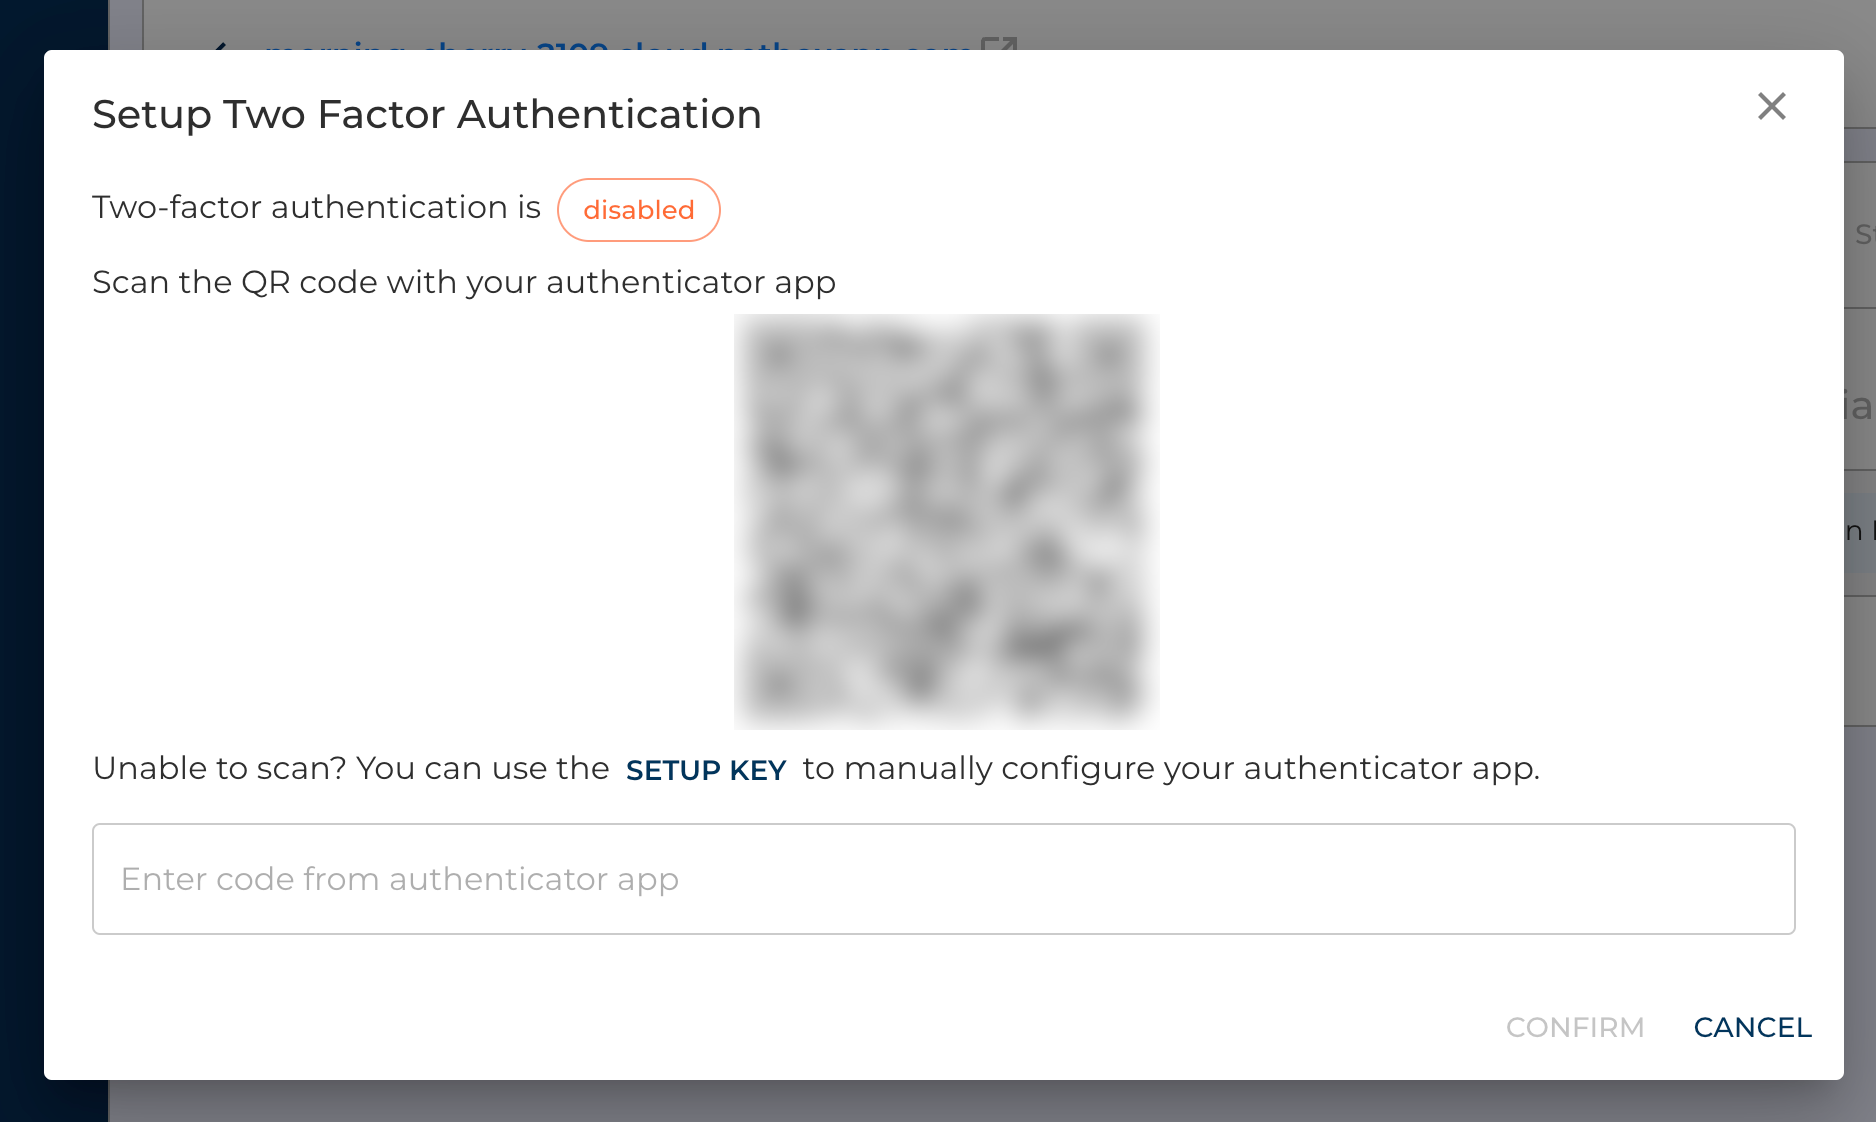 Setup Two Factor Authentication
Two-factor authentication is disabled
Scan the QR code with your authenticator app
Unable to scan? You can use the SETUP KEY to manually configure your authenticator app.
Enter code from authenticator app
CONFIRM CANCEL